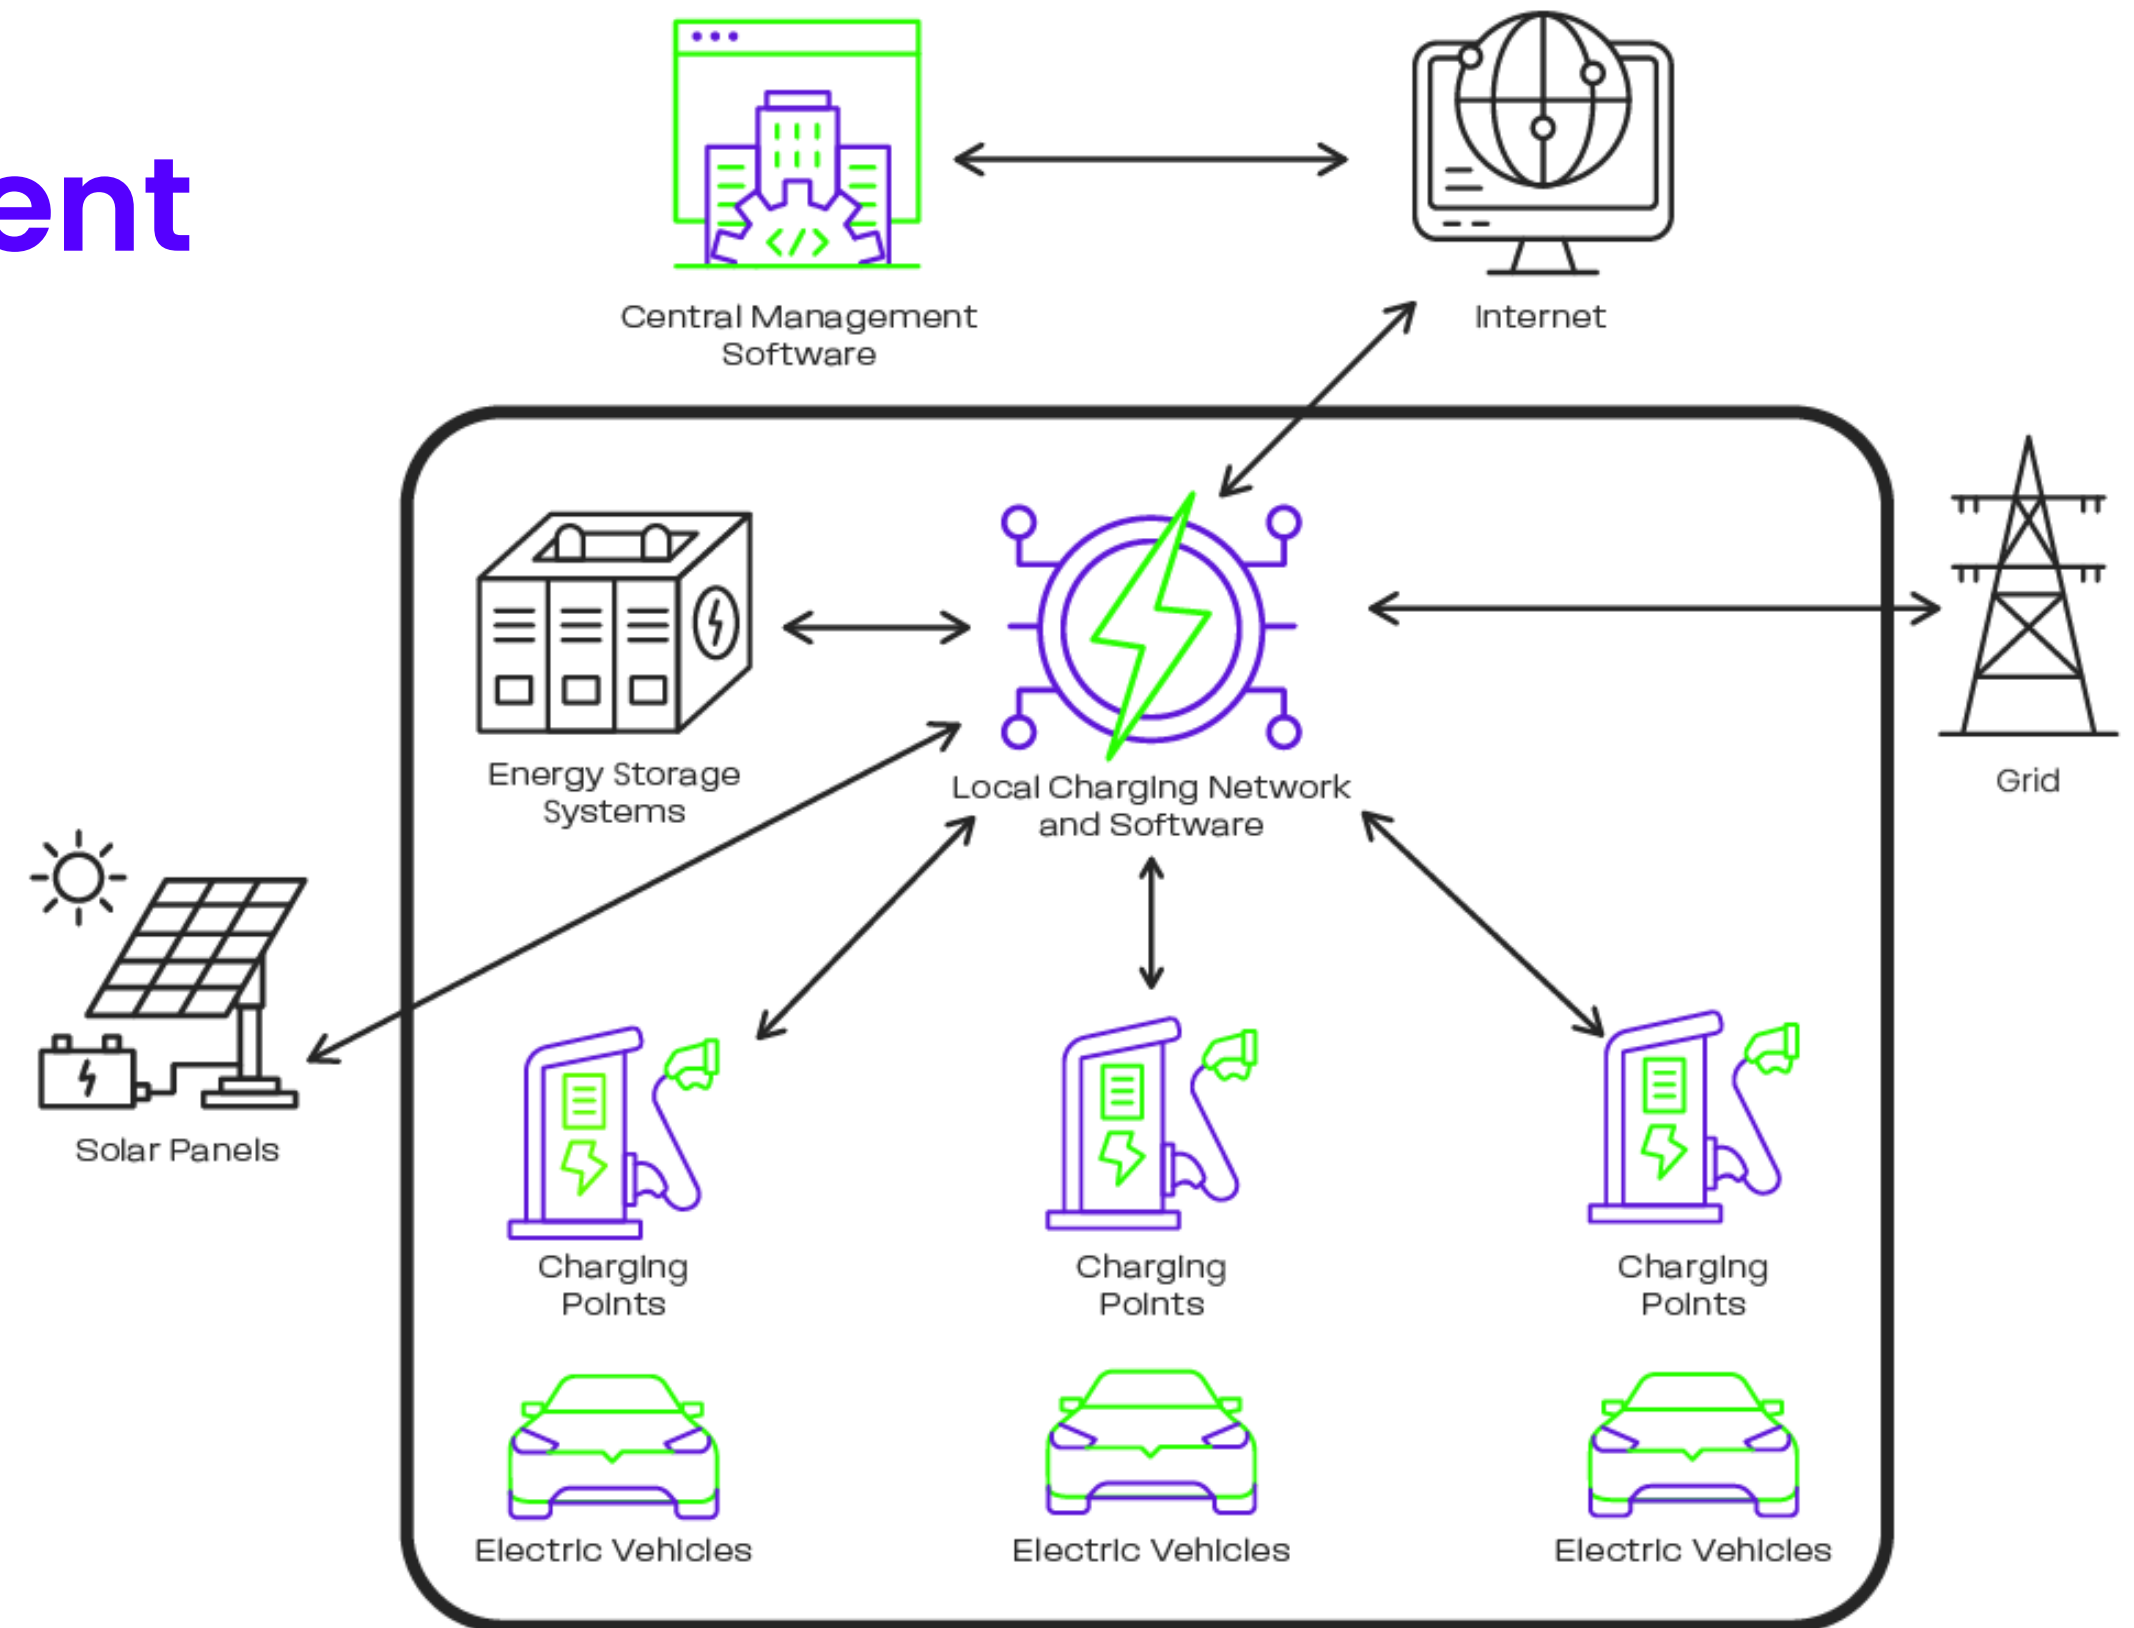 ent
Central Management
Software
Internet
Energy Storage
Systems
Local Charging Network
and Software
Grid
Solar Panels
Charging
Points
Charging
Points
Charging
Points
Electric Vehicles
Electric Vehicles
Electric Vehicles